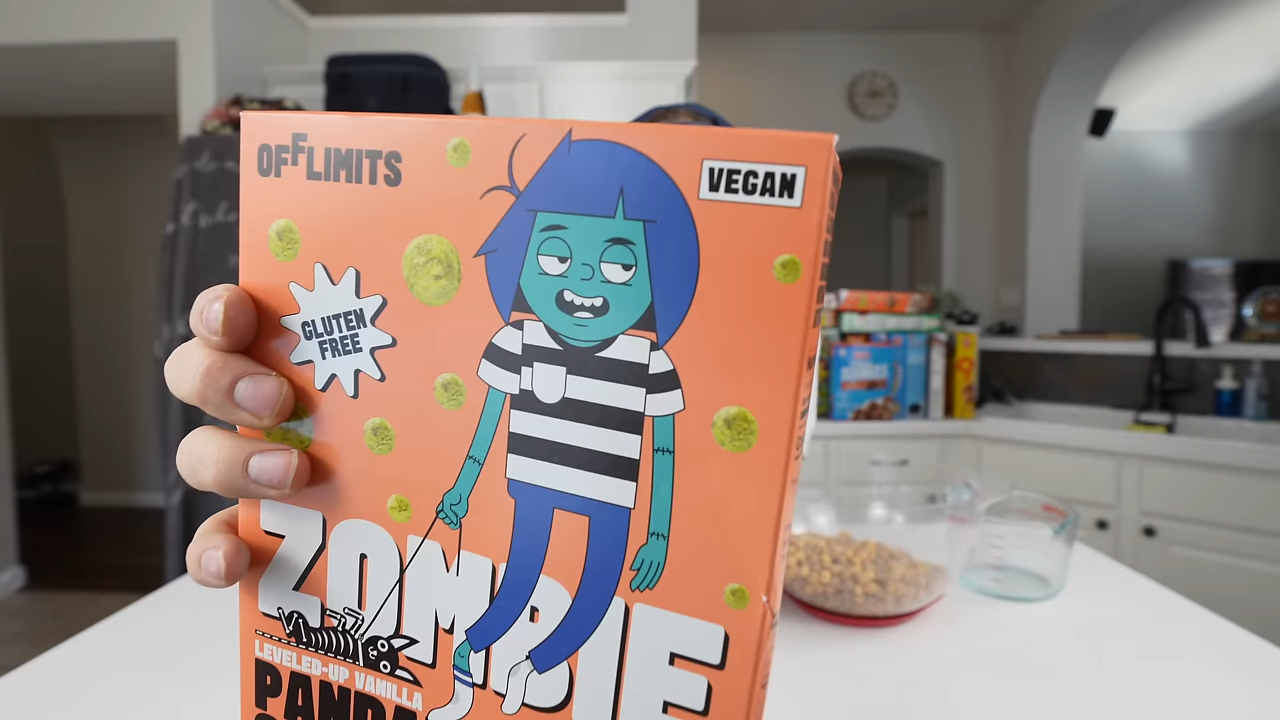 OFFLIMITS
VEGAN
GLUTEN
FREE
ZOMBIE
LEVELED-UP VANILLA
PANDA